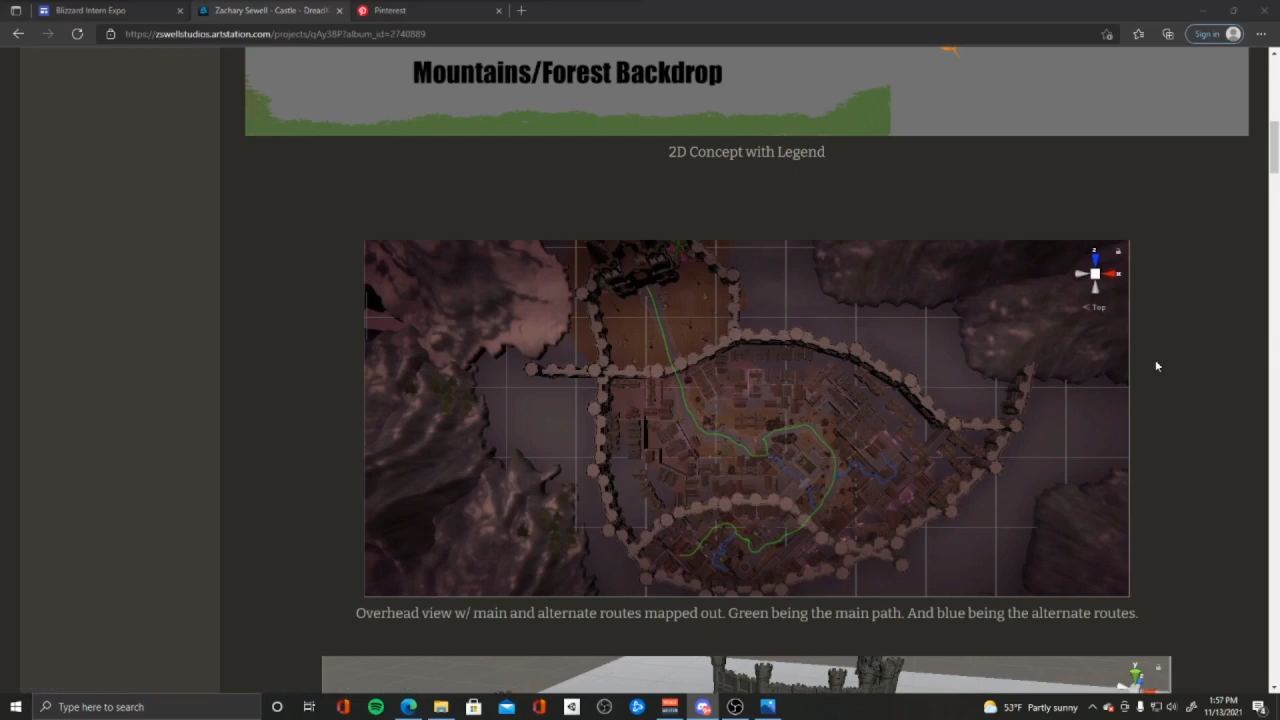 Blizzard Intern Expo
Zachary Sewell - Castle - Dread
Pinterest
https://zswellstudios.artstation.com/projects/qAy38P?album_id=2740889
Sign in
Mountains/Forest Backdrop
2D Concept with Legend
z
x
< Top
Overhead view w/ main and alternate routes mapped out. Green being the main path. And blue being the alternate routes.
y
Type here to search
53°F Partly sunny
1:57 PM
11/13/2021